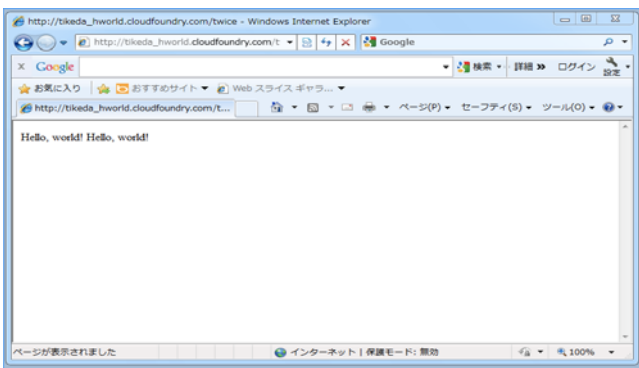 http://tikeda_hworld.cloudfoundry.com/twice - Windows Internet Explorer
http://tikeda_hworld.cloudfoundry.com/t Google
x Google 検索 詳細 » ログイン 設定
お気に入り おすすめサイト Web スライス ギャラ...
http://tikeda_hworld.cloudfoundry.com/t... ページ(P) セーフティ(S) ツール(O)
Hello, world! Hello, world!
ページが表示されました インターネット | 保護モード: 無効 100%